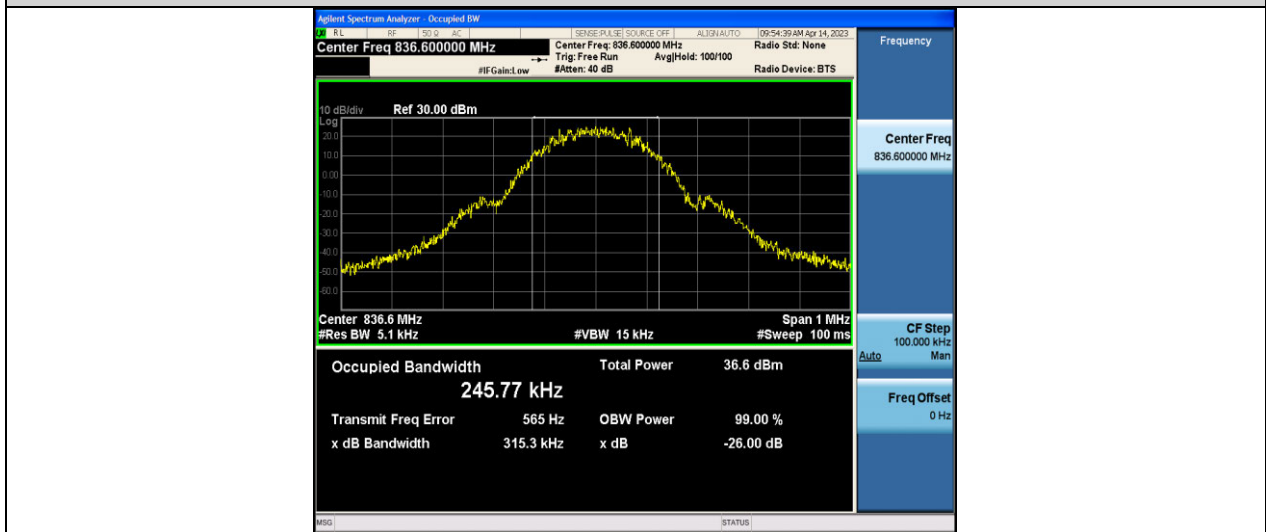 Agilent Spectrum Analyzer - Occupied BW
RL RF 50 Ω AC SENSE:PULSE SOURCE OFF ALIGN AUTO 09:54:39 AM Apr 14, 2023
Center Freq 836.600000 MHz
Center Freq: 836.600000 MHz Radio Std: None
Trig: Free Run Avg|Hold: 100/100
#IFGain:Low #Atten: 40 dB Radio Device: BTS
Frequency
10 dB/div Ref 30.00 dBm
Log
20.0
10.0
0.00
-10.0
-20.0
-30.0
-40.0
-50.0
-60.0
Center 836.6 MHz Span 1 MHz
#Res BW 5.1 kHz #VBW 15 kHz #Sweep 100 ms
Occupied Bandwidth Total Power 36.6 dBm
245.77 kHz
Transmit Freq Error 565 Hz OBW Power 99.00 %
x dB Bandwidth 315.3 kHz x dB -26.00 dB
Center Freq
836.600000 MHz
CF Step
100.000 kHz
Auto Man
Freq Offset
0 Hz
MSG STATUS